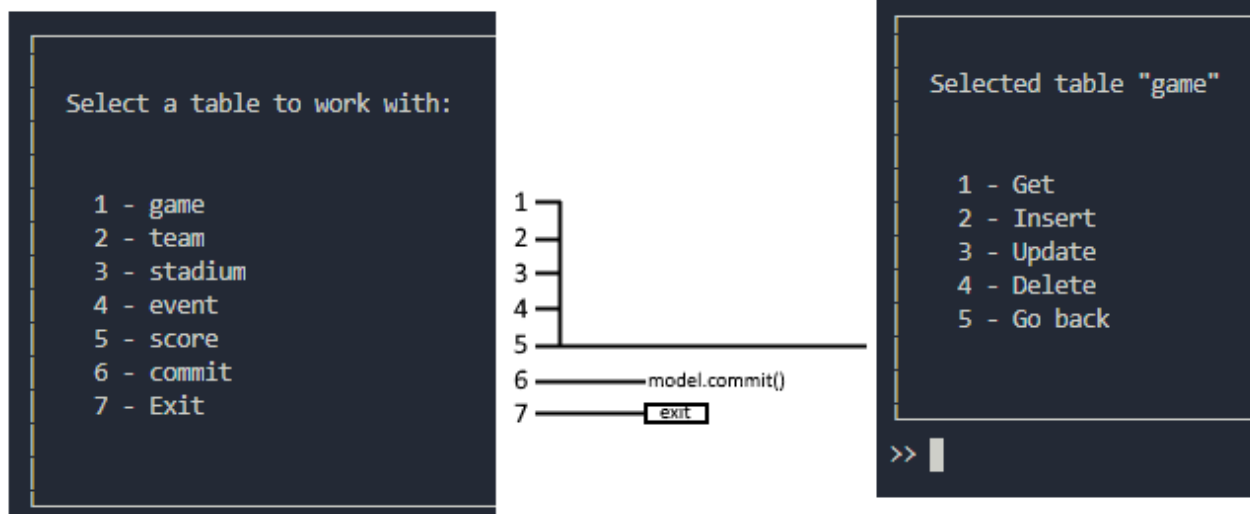 Select a table to work with:
1 - game
2 - team
3 - stadium
4 - event
5 - score
6 - commit
7 - Exit
1
2
3
4
5
6 model.commit()
7 exit
Selected table "game"
1 - Get
2 - Insert
3 - Update
4 - Delete
5 - Go back
>>